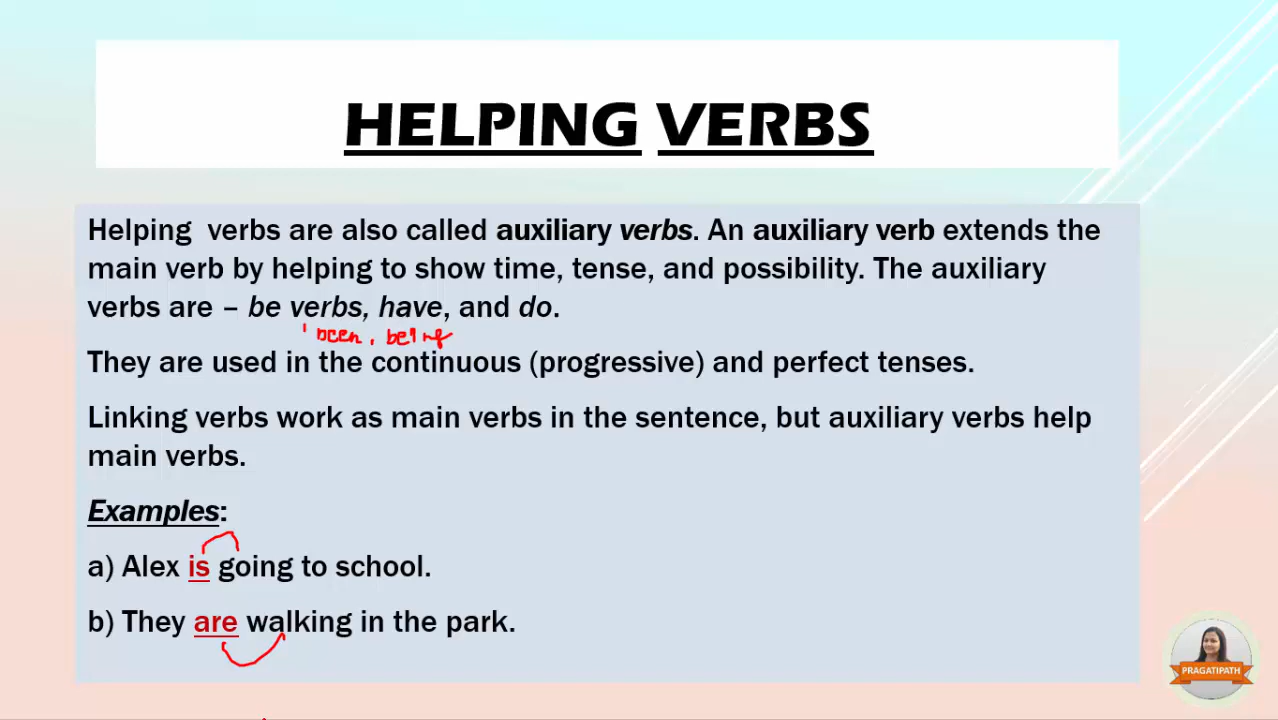 HELPING VERBS
Helping verbs are also called auxiliary verbs. An auxiliary verb extends the
main verb by helping to show time, tense, and possibility. The auxiliary
verbs are – be verbs, have, and do.
been, being
They are used in the continuous (progressive) and perfect tenses.
Linking verbs work as main verbs in the sentence, but auxiliary verbs help
main verbs.
Examples:
a) Alex is going to school.
b) They are walking in the park.
PRAGATIPATH